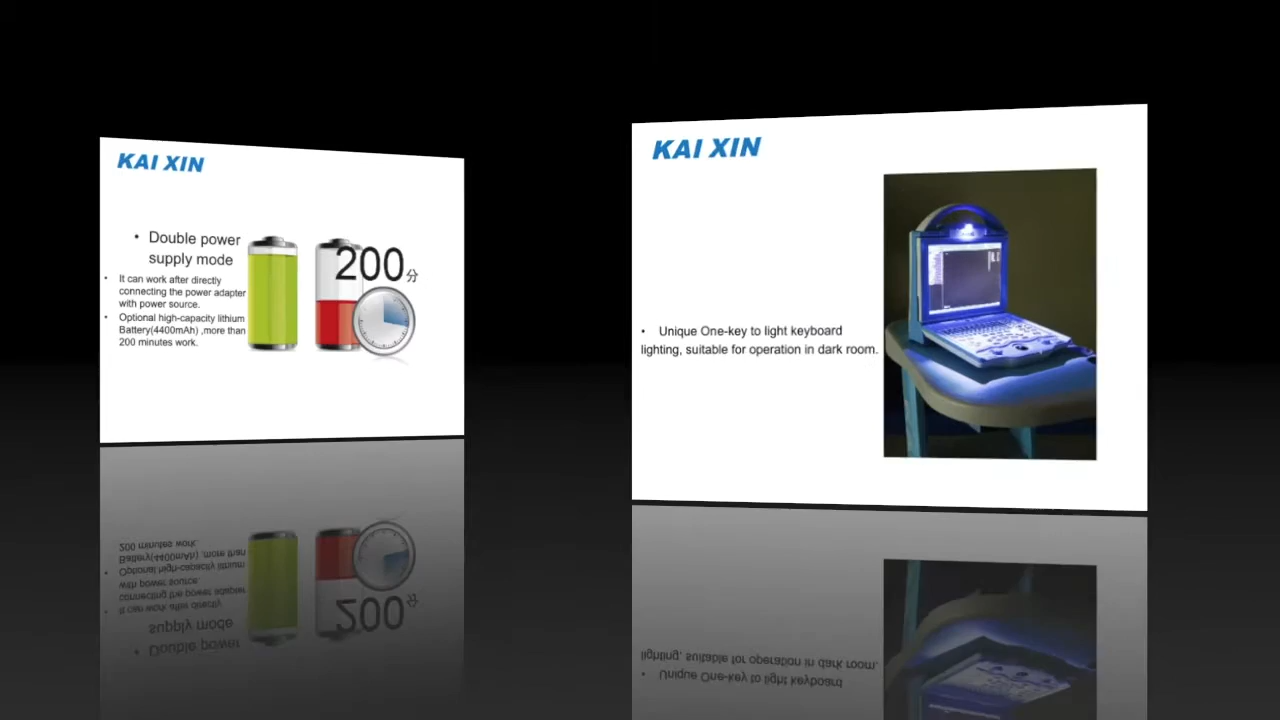 KAI XIN
• Double power
supply mode
• It can work after directly
connecting the power adapter
with power source.
• Optional high-capacity lithium
Battery(4400mAh) ,more than
200 minutes work.
200分
KAI XIN
• Unique One-key to light keyboard
lighting, suitable for operation in dark room.